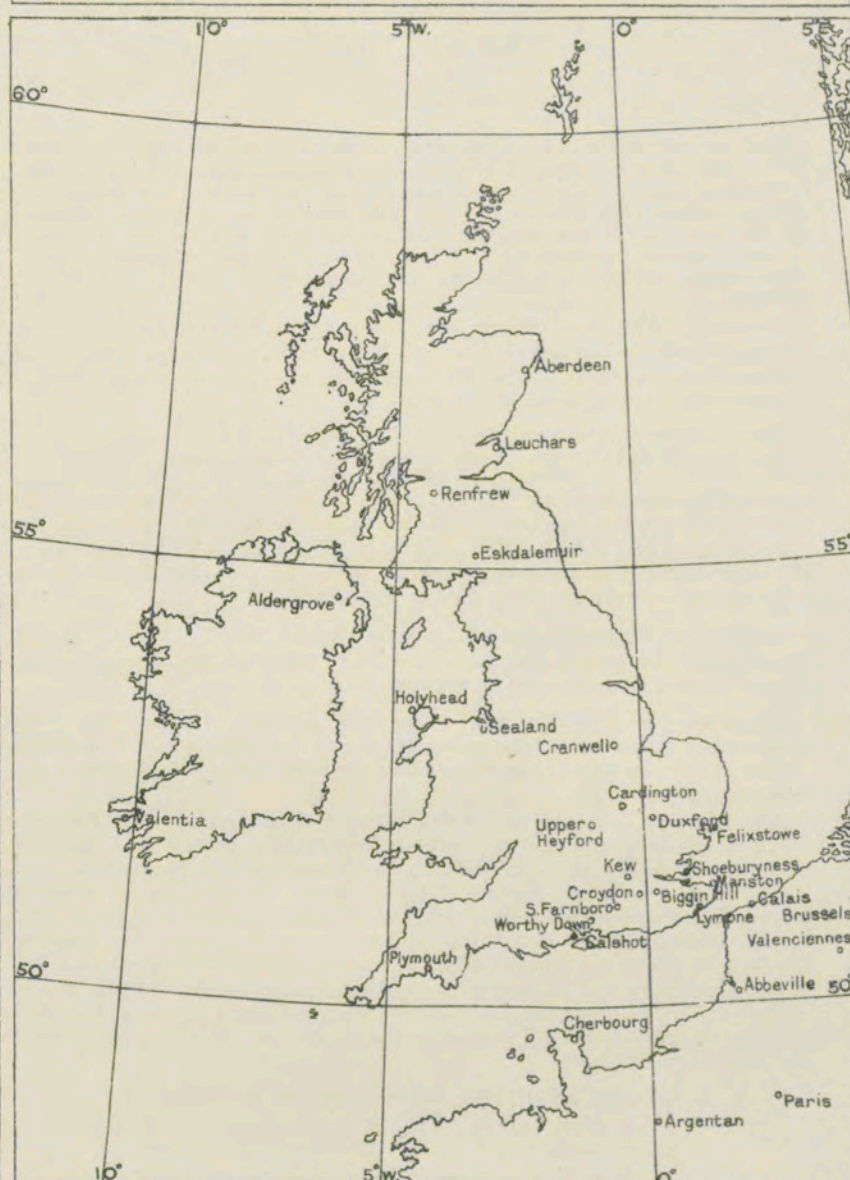 10°
5°W.
0°
5
60°
Aberdeen
Leuchars
Renfrew
55°
Eskdalemuir
55°
Aldergrove
Holyhead
Sealand
Cranwell
Cardington
Valentia
Upper
Heyford
Duxford
Felixstowe
Kew
Shoeburyness
Manston
Croydon
Biggin Hill
Calais
S.Farnboro
Lympne
Brussels
Worthy Down
Calshot
Valenciennes
Plymouth
50°
Abbeville
50
Cherbourg
Paris
Argentan
10°
5°W
0°